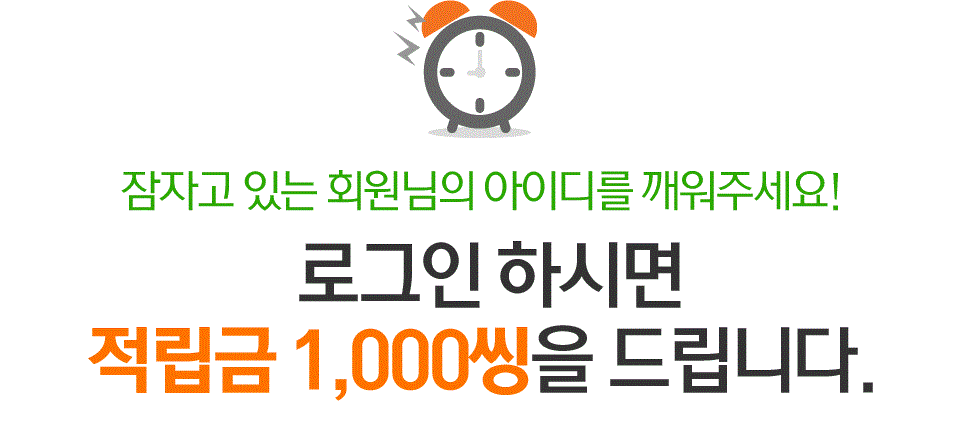 잠자고 있는 회원님의 아이디를 깨워주세요!
로그인 하시면
적립금 1,000씽을 드립니다.